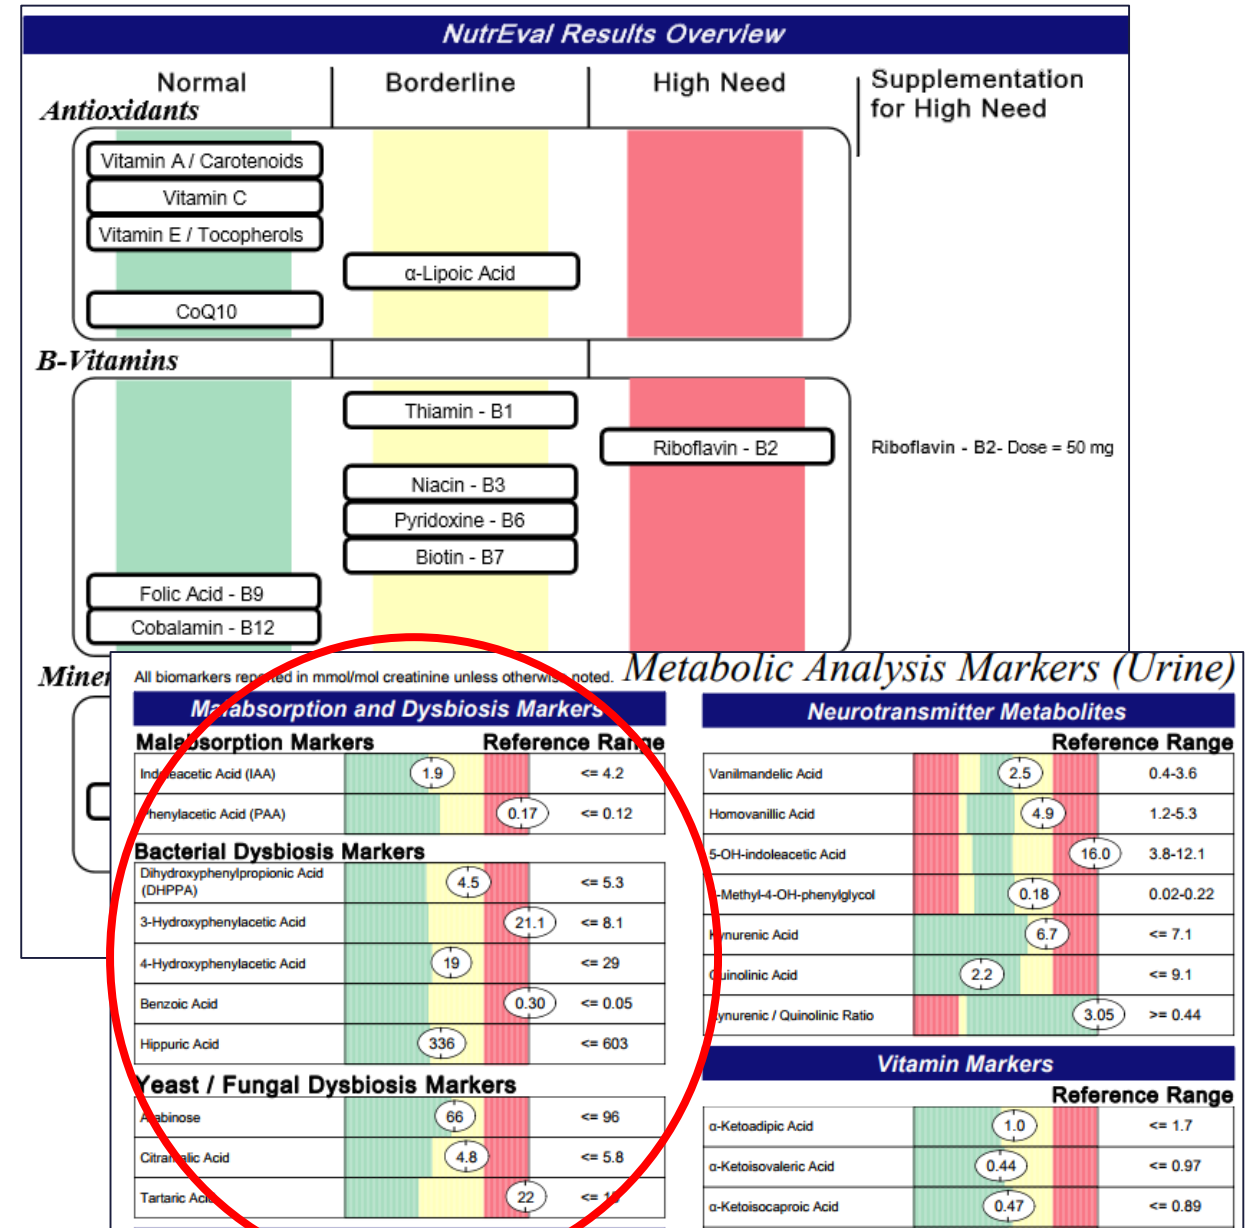 NutrEval Results Overview
Normal Borderline High Need Supplementation for High Need
Antioxidants
Vitamin A / Carotenoids
Vitamin C
Vitamin E / Tocopherols
α-Lipoic Acid
CoQ10
B-Vitamins
Thiamin - B1
Riboflavin - B2 Riboflavin - B2- Dose = 50 mg
Niacin - B3
Pyridoxine - B6
Biotin - B7
Folic Acid - B9
Cobalamin - B12
Miner
All biomarkers reported in mmol/mol creatinine unless otherwise noted. Metabolic Analysis Markers (Urine)
Malabsorption and Dysbiosis Markers
Malabsorption Markers Reference Range
Indoleacetic Acid (IAA) 1.9 <= 4.2
Phenylacetic Acid (PAA) 0.17 <= 0.12
Bacterial Dysbiosis Markers
Dihydroxyphenylpropionic Acid
(DHPPA) 4.5 <= 5.3
3-Hydroxyphenylacetic Acid 21.1 <= 8.1
4-Hydroxyphenylacetic Acid 19 <= 29
Benzoic Acid 0.30 <= 0.05
Hippuric Acid 336 <= 603
Yeast / Fungal Dysbiosis Markers
Arabinose 66 <= 96
Citramalic Acid 4.8 <= 5.8
Tartaric Acid 22 <=
Neurotransmitter Metabolites
Reference Range
Vanilmandelic Acid 2.5 0.4-3.6
Homovanillic Acid 4.9 1.2-5.3
5-OH-indoleacetic Acid 16.0 3.8-12.1
-Methyl-4-OH-phenylglycol 0.18 0.02-0.22
Kynurenic Acid 6.7 <= 7.1
Quinolinic Acid 2.2 <= 9.1
Kynurenic / Quinolinic Ratio 3.05 >= 0.44
Vitamin Markers
Reference Range
α-Ketoadipic Acid 1.0 <= 1.7
α-Ketoisovaleric Acid 0.44 <= 0.97
α-Ketoisocaproic Acid 0.47 <= 0.89